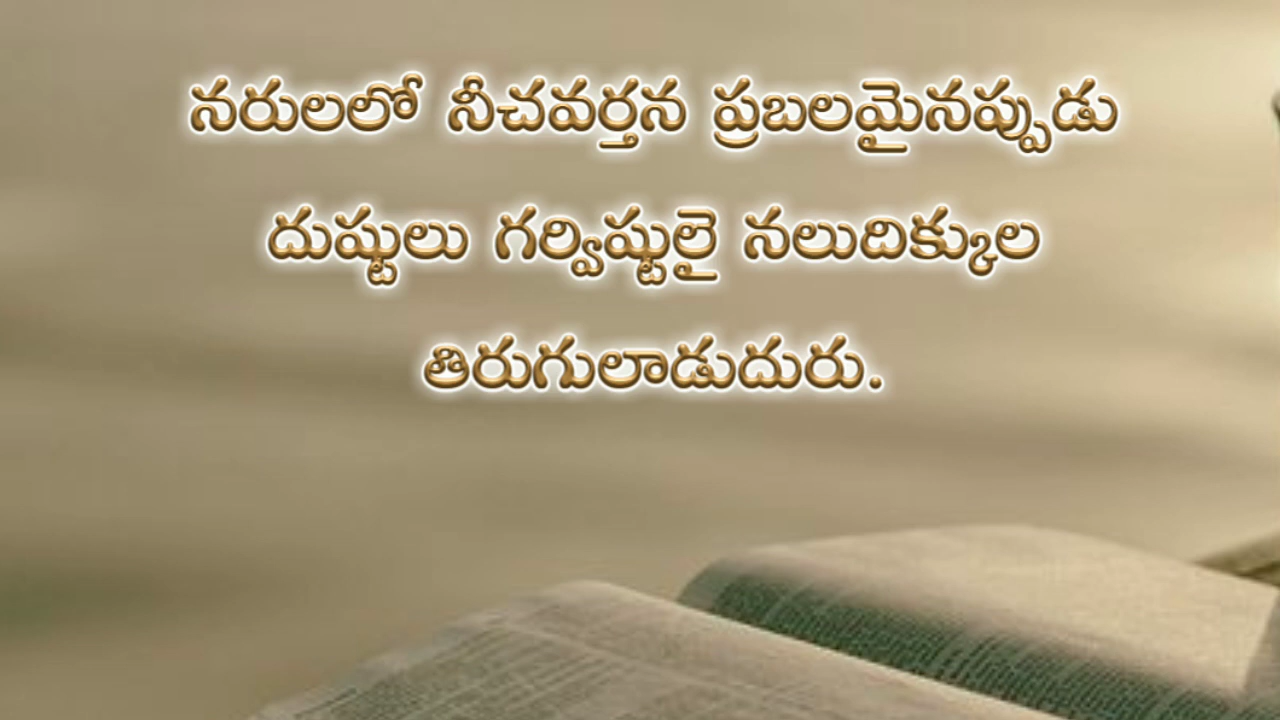 నరులలో నీచవర్తన ప్రబలమైనప్పుడు
దుష్టులు గర్విష్టులై నలుదిక్కుల
తిరుగులాడుదురు.